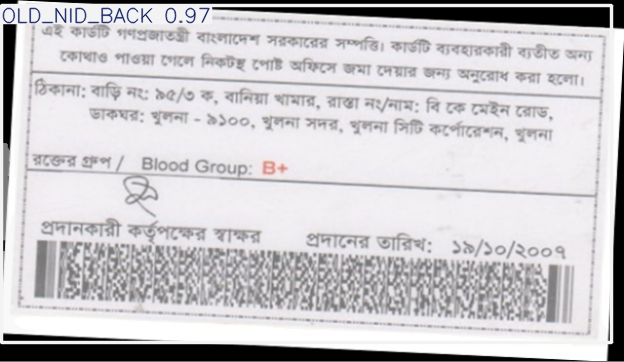 OLD_NID_BACK 0.97
এই কার্ডটি গণপ্রজাতন্ত্রী বাংলাদেশ সরকারের সম্পত্তি। কার্ডটি ব্যবহারকারী ব্যতীত অন্য
কোথাও পাওয়া গেলে নিকটস্থ পোষ্ট অফিসে জমা দেয়ার জন্য অনুরোধ করা হলো।
ঠিকানা: বাড়ি নং: ৯৫/৩ ক, বানিয়া খামার, রাস্তা নং/নাম: বি কে মেইন রোড,
ডাকঘর: খুলনা - ৯১০০, খুলনা সদর, খুলনা সিটি কর্পোরেশন, খুলনা
রক্তের গ্রুপ / Blood Group: B+
প্রদানকারী কর্তৃপক্ষের স্বাক্ষর প্রদানের তারিখ: ১৯/১০/২০০৭